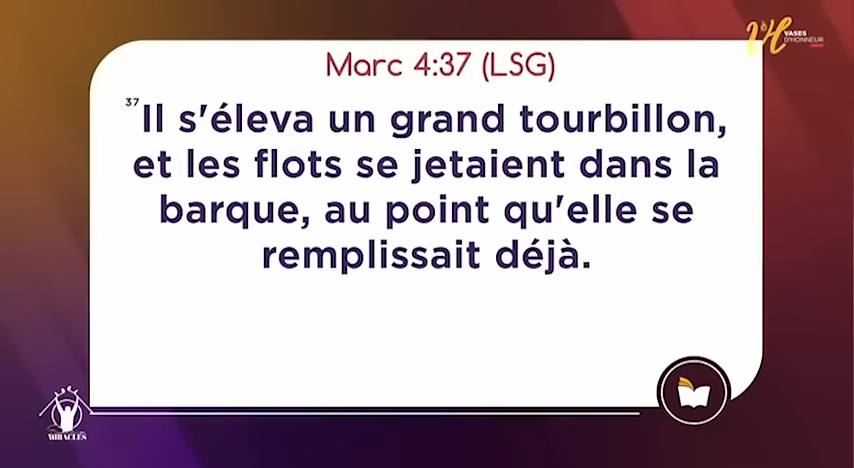 Marc 4:37 (LSG)
37 Il s'éleva un grand tourbillon,
et les flots se jetaient dans la
barque, au point qu'elle se
remplissait déjà.
V'H VASES
D'HONNEUR
MIRACLES